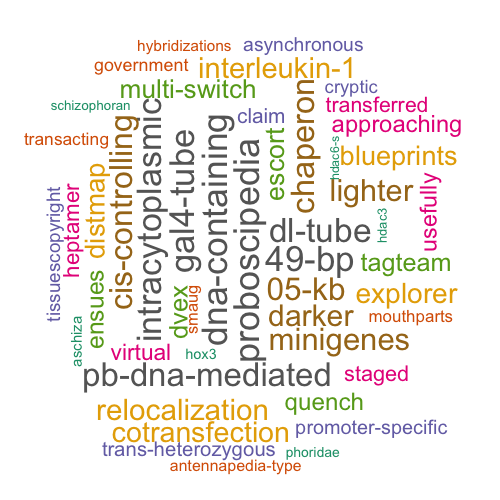 hybridizations
asynchronous
government
interleukin-1
multi-switch
cryptic
schizophoran
transferred
claim
approaching
transacting
chaperon
hdac6-s
blueprints
escort
lighter
usefully
tissuescopyright
heptamer
distmap
cis-controlling
intracytoplasmic
gal4-tube
dna-containing
proboscipedia
dl-tube
hdac3
49-bp
tagteam
05-kb
explorer
ensues
dvex
smaug
darker
mouthparts
aschiza
virtual
hox3
minigenes
pb-dna-mediated
staged
relocalization
quench
cotransfection
promoter-specific
trans-heterozygous
phoridae
antennapedia-type